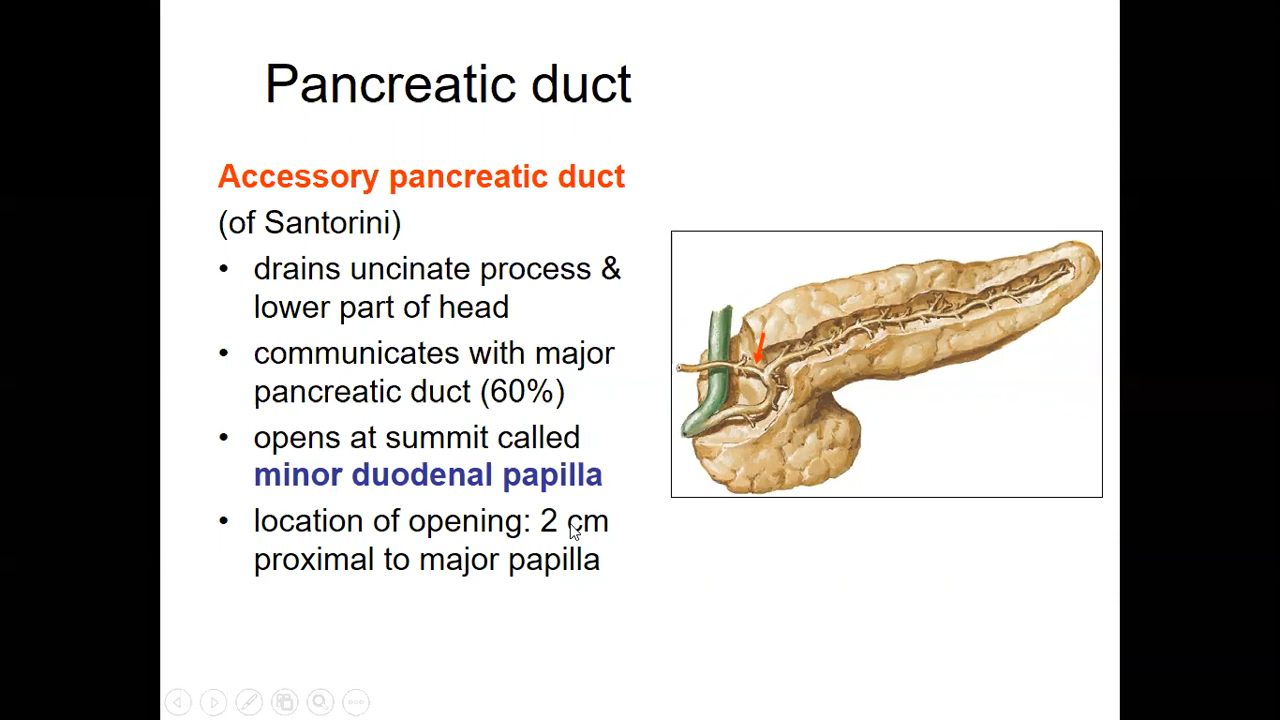 Pancreatic duct
Accessory pancreatic duct
(of Santorini)
• drains uncinate process &
lower part of head
• communicates with major
pancreatic duct (60%)
• opens at summit called
minor duodenal papilla
• location of opening: 2 cm
proximal to major papilla